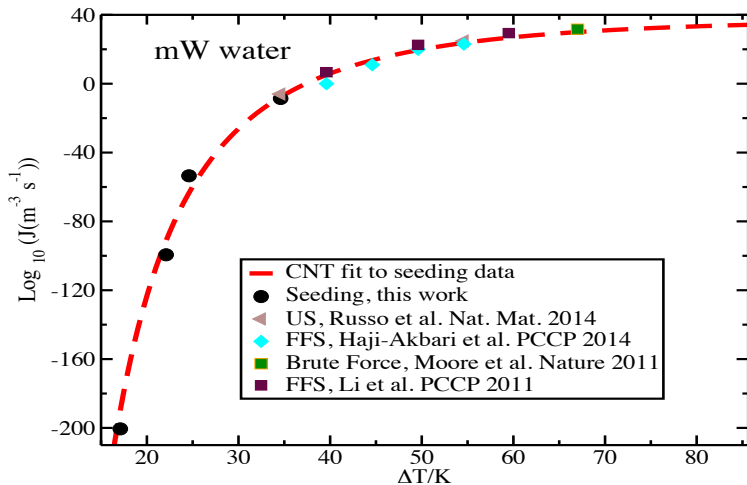 40
0
-40
-80
-120
-160
-200
Log 10 (J(m-3 s-1))
mW water
CNT fit to seeding data
Seeding, this work
US, Russo et al. Nat. Mat. 2014
FFS, Haji-Akbari et al. PCCP 2014
Brute Force, Moore et al. Nature 2011
FFS, Li et al. PCCP 2011
20 30 40 50 60 70 80
ΔT/K